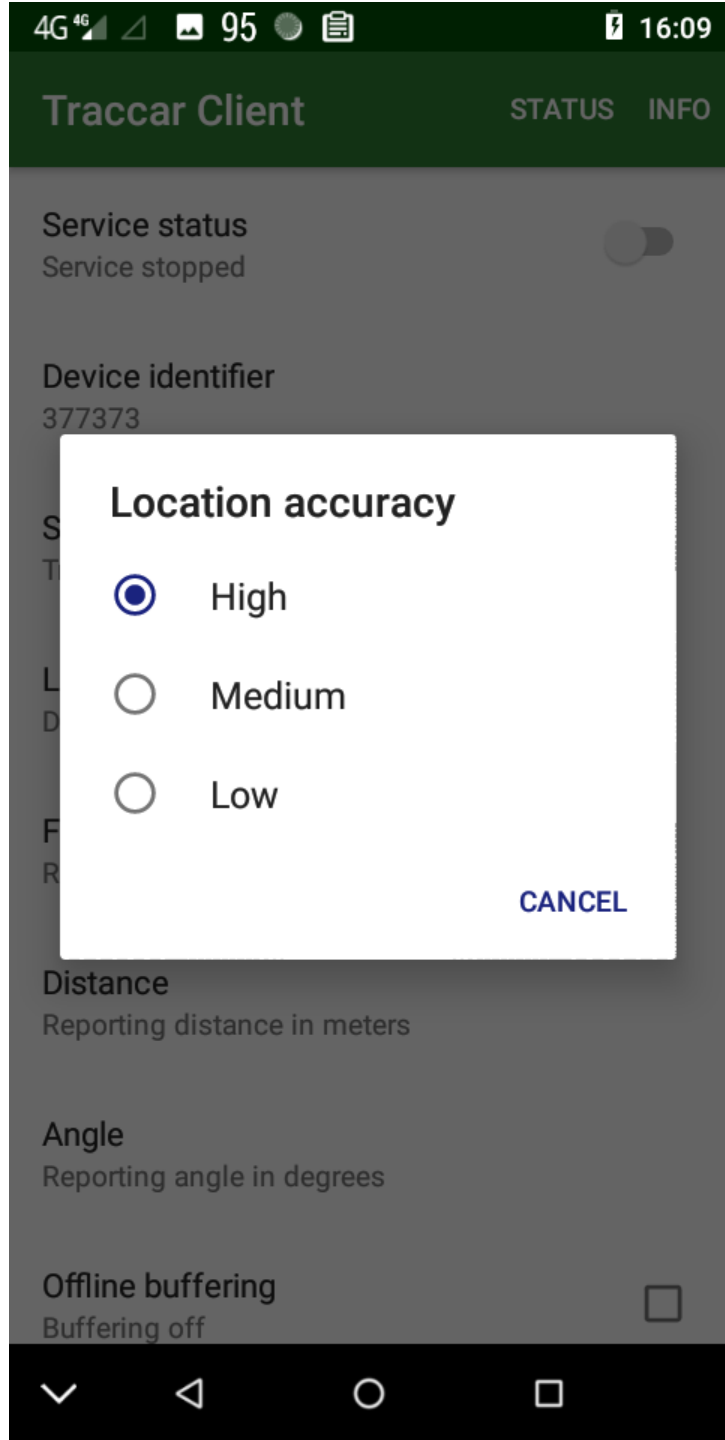 4G 4G 95 16:09
Traccar Client STATUS INFO
Service status
Service stopped
Device identifier
377373
Location accuracy
High
Medium
Low
CANCEL
Distance
Reporting distance in meters
Angle
Reporting angle in degrees
Offline buffering
Buffering off